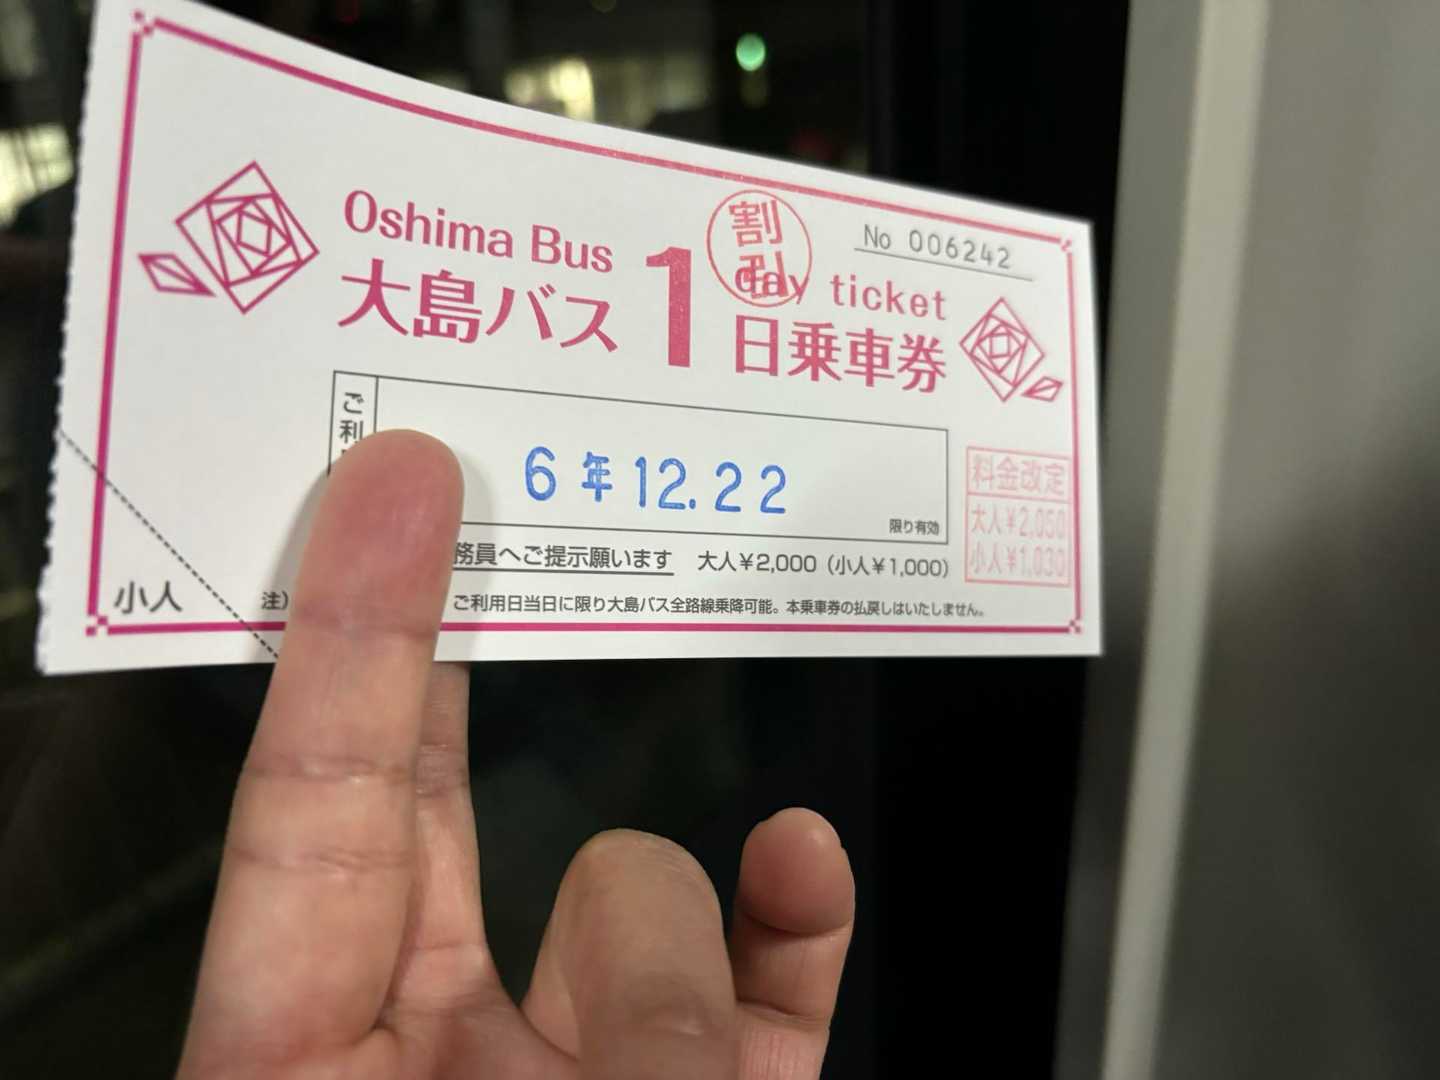 Oshima Bus
大島バス
1
day ticket
日乗車券
割引
No 006242
ご利
6年12.22
限り有効
料金改定
大人¥2,050
小人¥1,030
務員へご提示願います 大人¥2,000(小人¥1,000)
小人
注) ご利用日当日に限り大島バス全路線乗降可能。本乗車券の払戻しはいたしません。